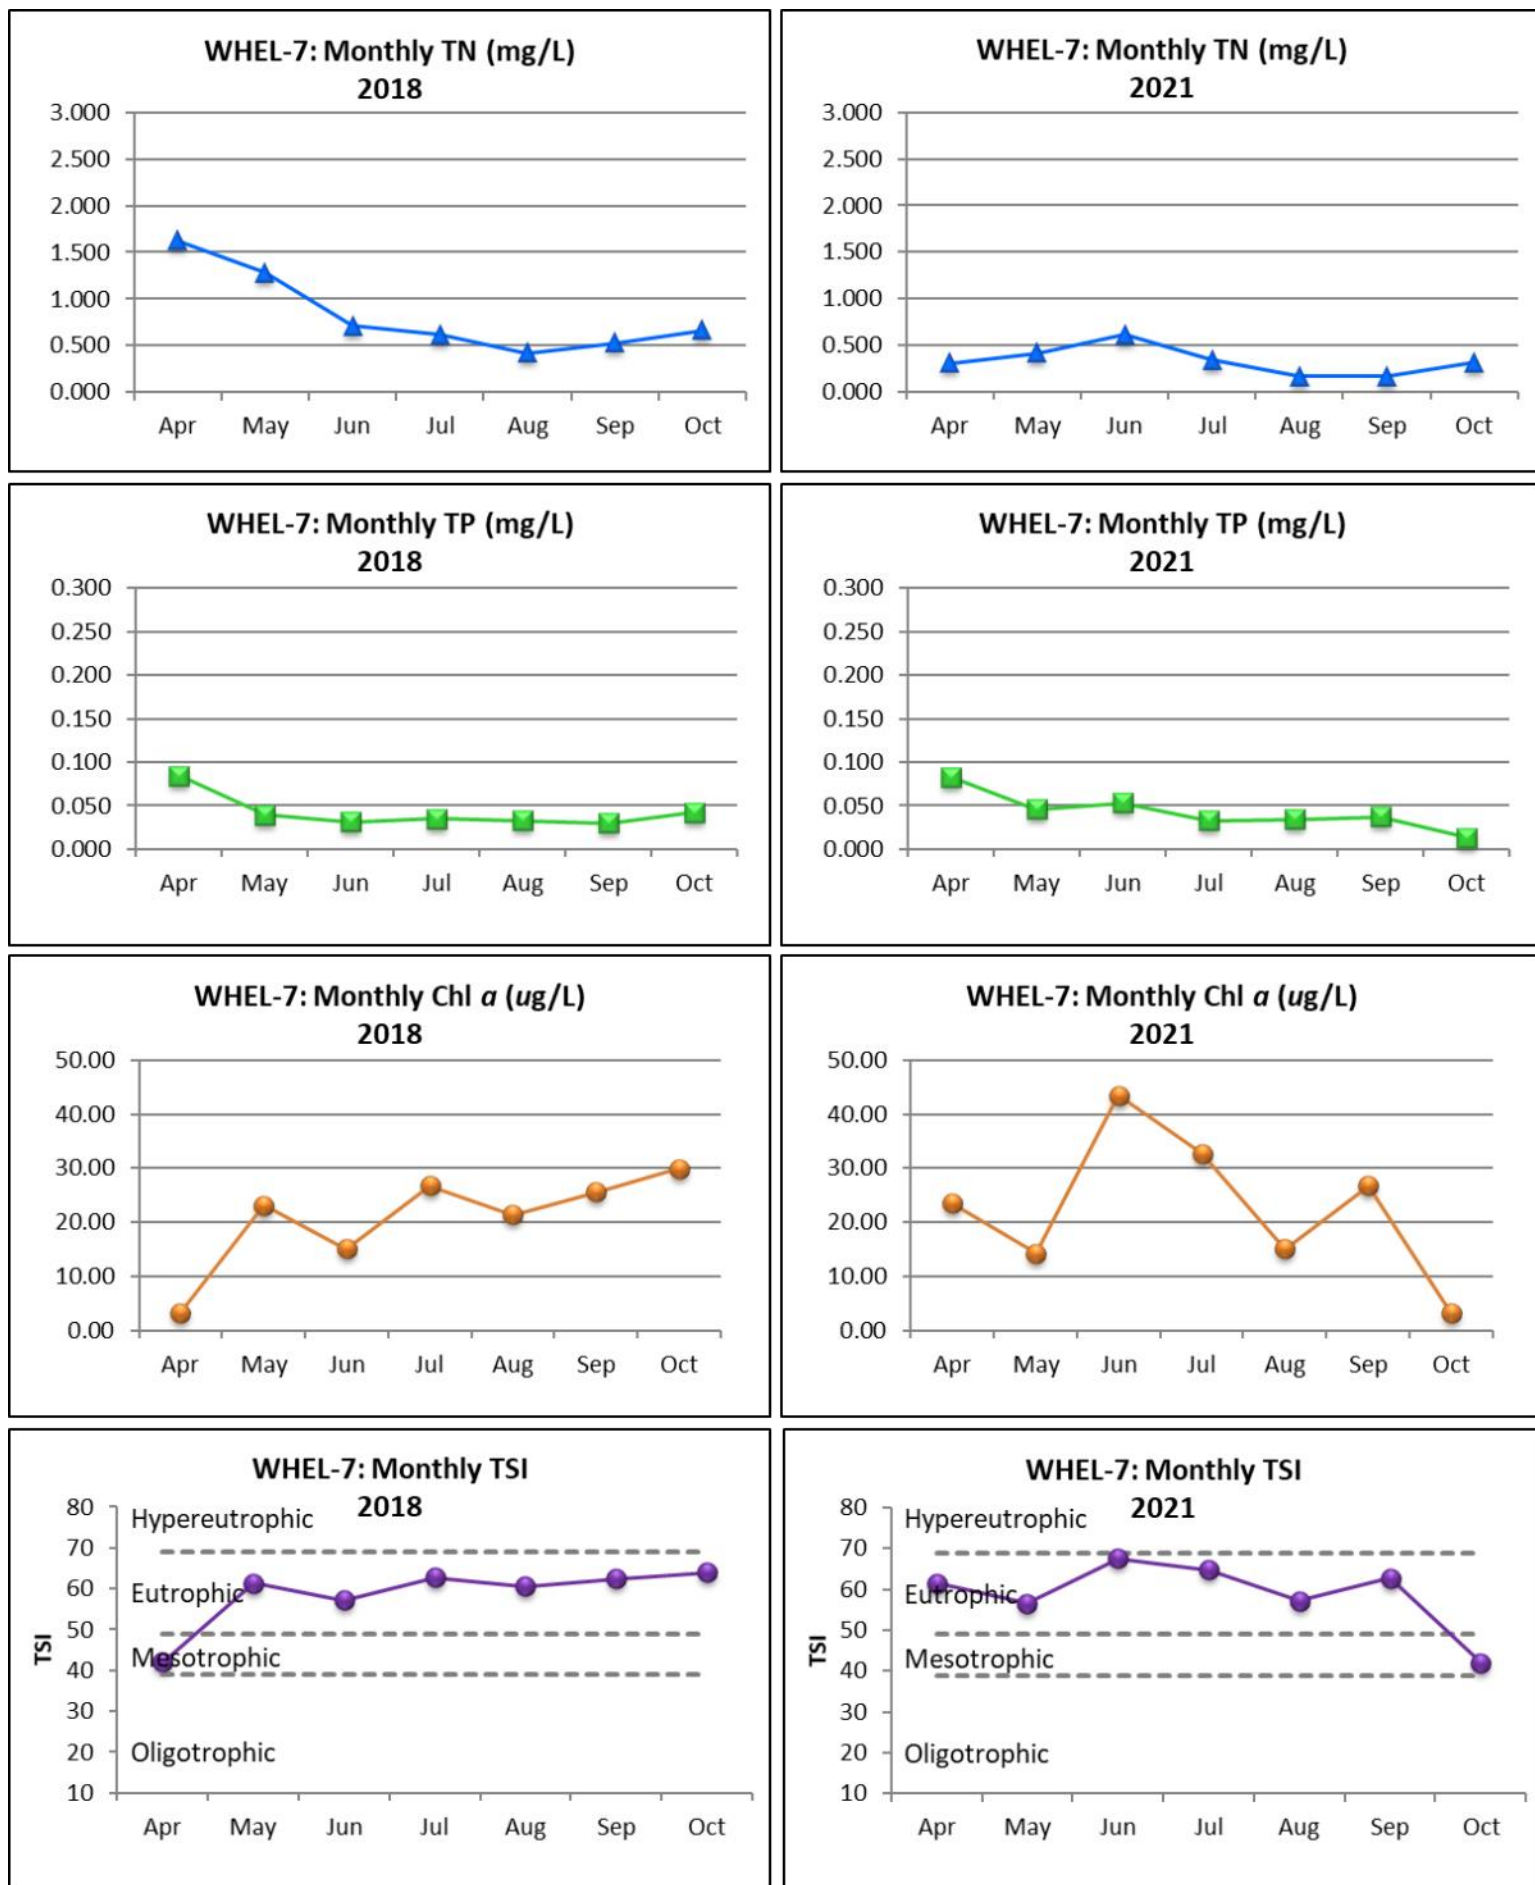 WHEL-7: Monthly TN (mg/L)
2018
3.000
2.500
2.000
1.500
1.000
0.500
0.000
Apr May Jun Jul Aug Sep Oct
WHEL-7: Monthly TN (mg/L)
2021
3.000
2.500
2.000
1.500
1.000
0.500
0.000
Apr May Jun Jul Aug Sep Oct
WHEL-7: Monthly TP (mg/L)
2018
0.300
0.250
0.200
0.150
0.100
0.050
0.000
Apr May Jun Jul Aug Sep Oct
WHEL-7: Monthly TP (mg/L)
2021
0.300
0.250
0.200
0.150
0.100
0.050
0.000
Apr May Jun Jul Aug Sep Oct
WHEL-7: Monthly Chl a (ug/L)
2018
50.00
40.00
30.00
20.00
10.00
0.00
Apr May Jun Jul Aug Sep Oct
WHEL-7: Monthly Chl a (ug/L)
2021
50.00
40.00
30.00
20.00
10.00
0.00
Apr May Jun Jul Aug Sep Oct
WHEL-7: Monthly TSI
2018
TSI
80
Hypereutrophic
70
60
Eutrophic
50
Mesotrophic
40
30
20
Oligotrophic
10
Apr May Jun Jul Aug Sep Oct
WHEL-7: Monthly TSI
2021
TSI
80
Hypereutrophic
70
60
Eutrophic
50
Mesotrophic
40
30
20
Oligotrophic
10
Apr May Jun Jul Aug Sep Oct